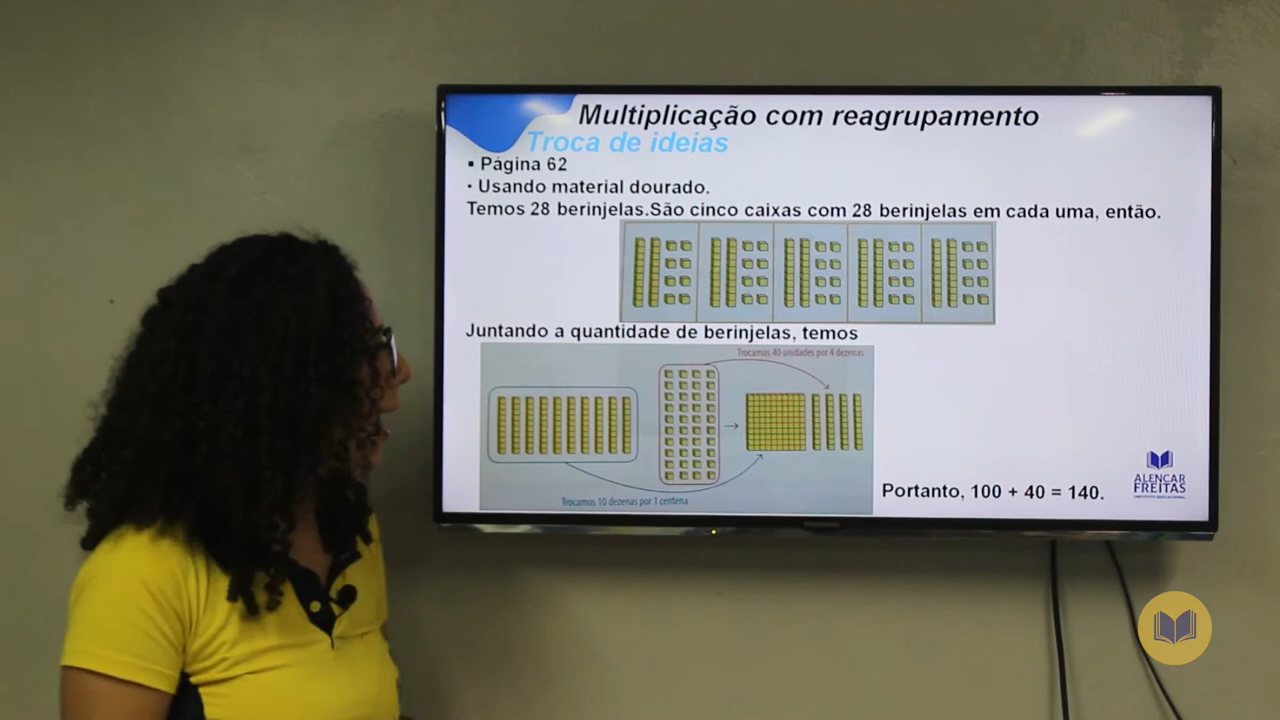 Multiplicação com reagrupamento
Troca de ideias
▪ Página 62
• Usando material dourado.
Temos 28 berinjelas.São cinco caixas com 28 berinjelas em cada uma, então.
Juntando a quantidade de berinjelas, temos
Trocamos 40 unidades por 4 dezenas
Trocamos 10 dezenas por 1 centena
Portanto, 100 + 40 = 140.
ALENCAR
FREITAS